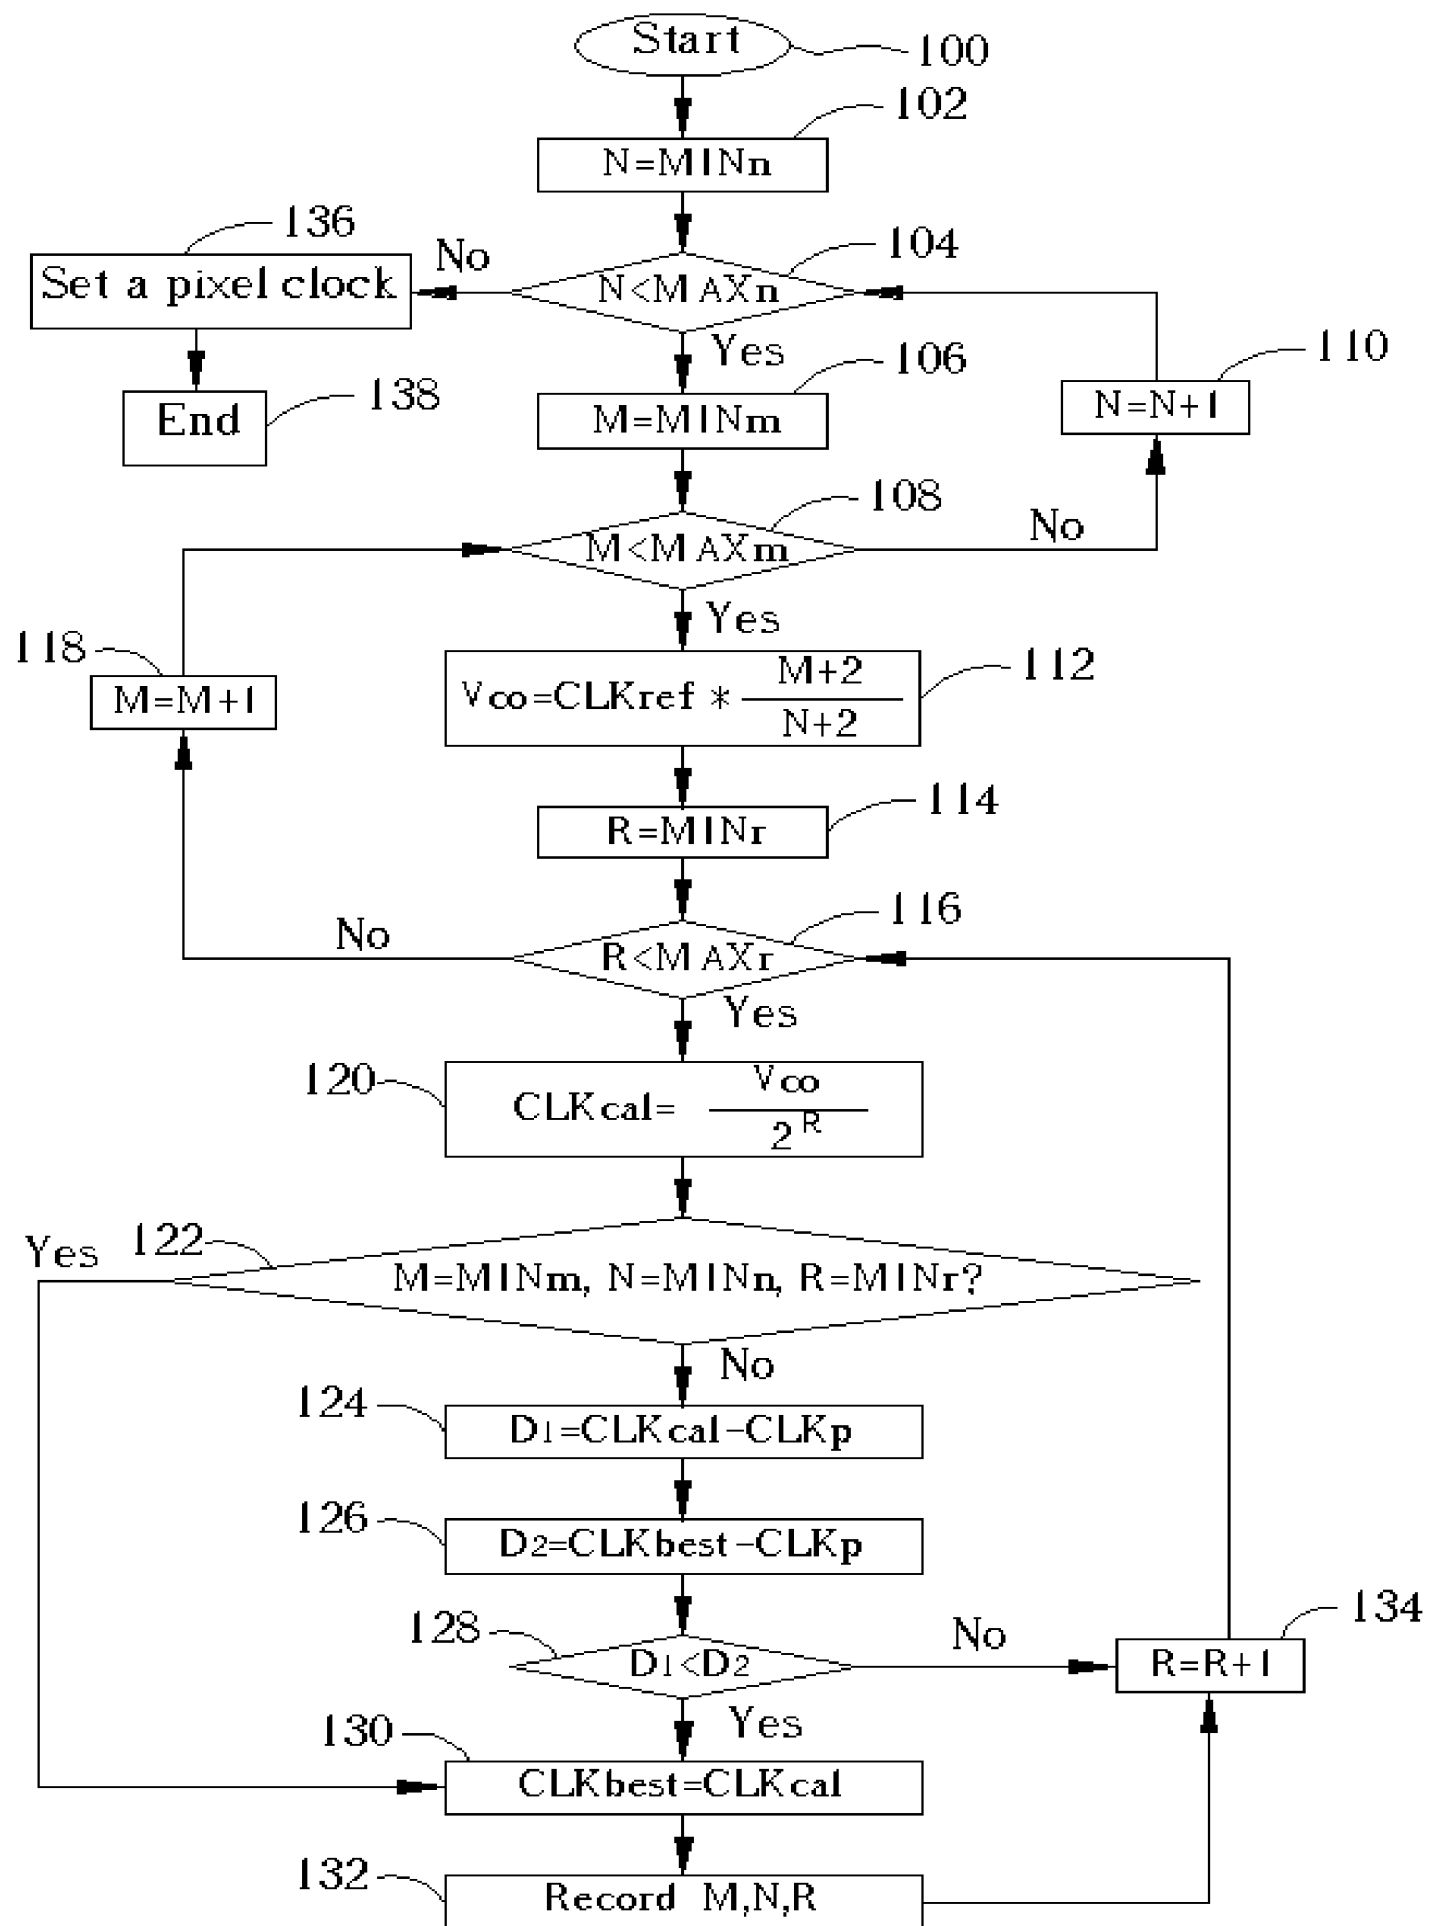 Start
100
102
N=MINn
136
104
No
Set a pixel clock
N<MAXn
Yes
106
110
138
End
M=MINm
N=N+1
108
No
M<MAXm
Yes
118
112
M=M+1
Vco=CLKref * M+2
N+2
114
R=MINr
116
No
R<MAXr
Yes
120
CLKcal= Vco
2^R
Yes
122
M=MINm, N=MINn, R=MINr?
No
124
D1=CLKcal-CLKp
126
D2=CLKbest-CLKp
128
No
134
D1<D2
R=R+1
Yes
130
CLKbest=CLKcal
132
Record M,N,R